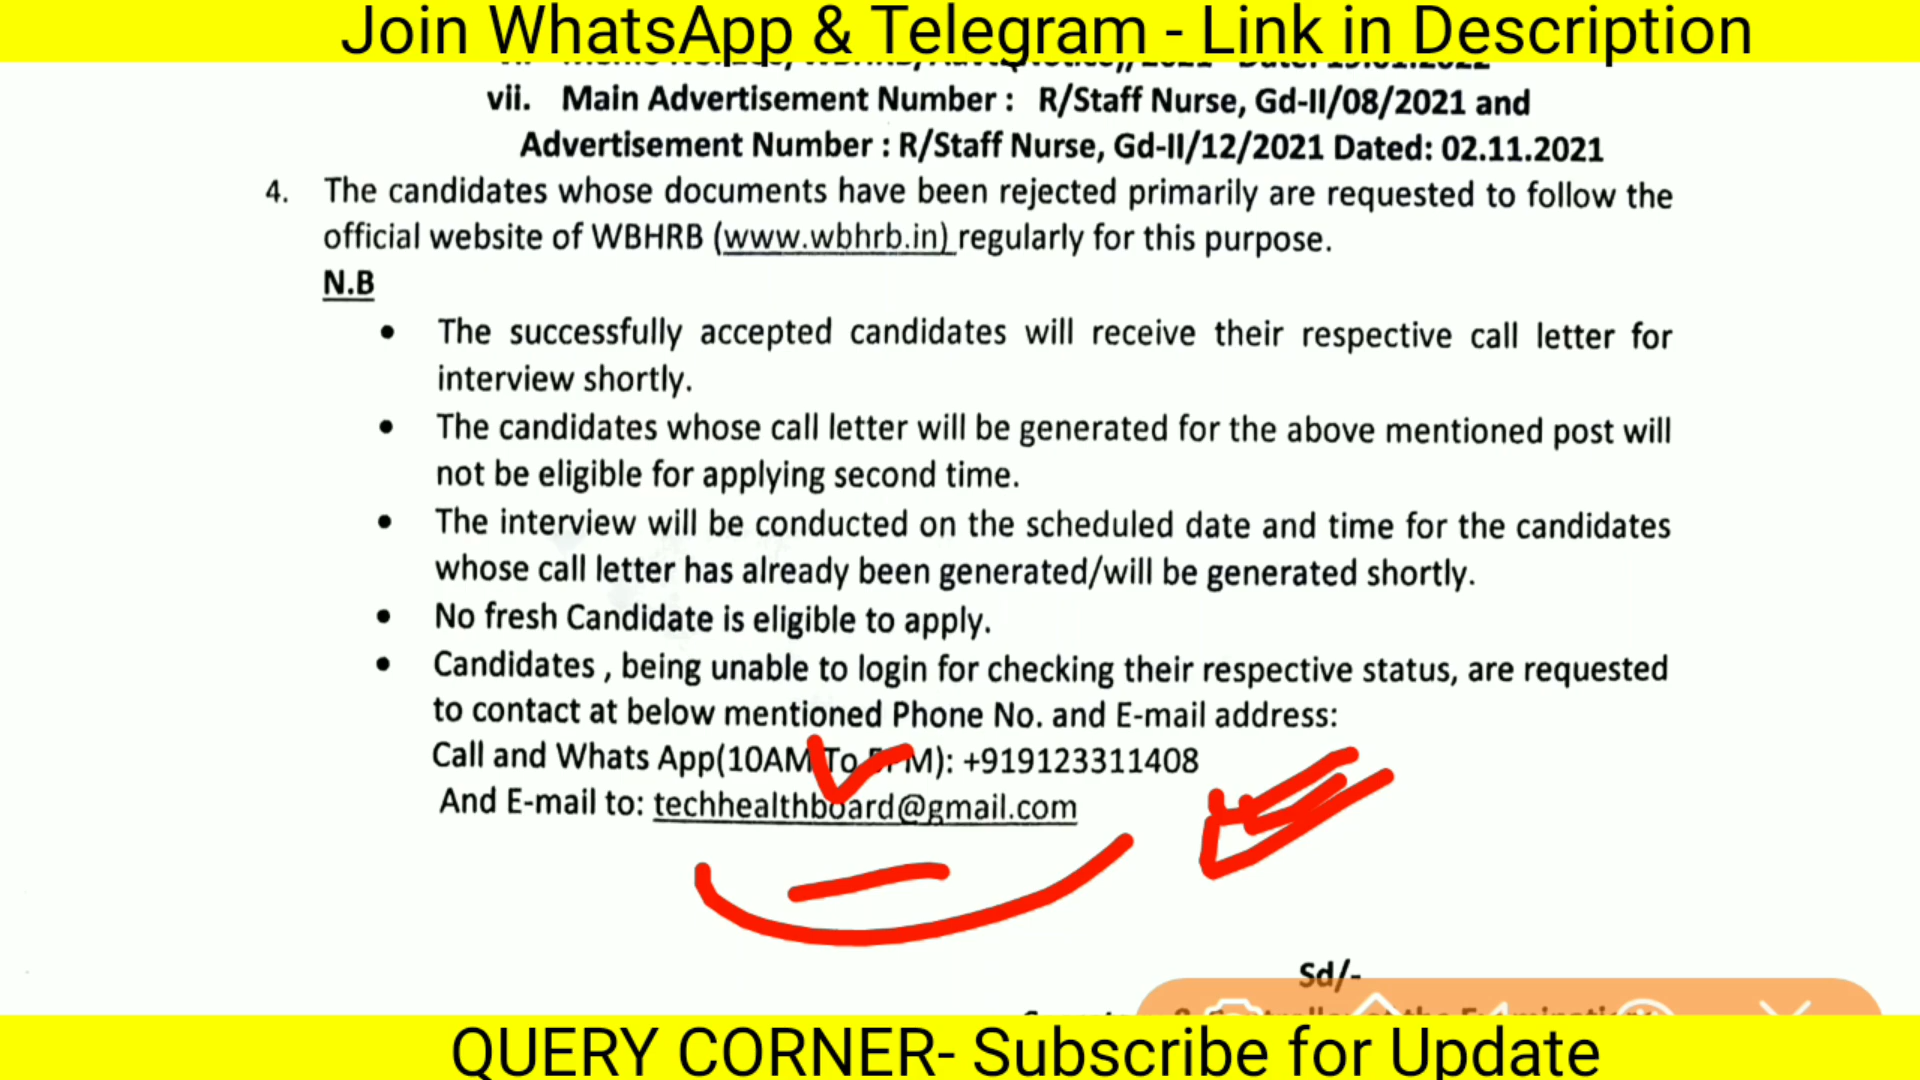 Join WhatsApp & Telegram - Link in Description
vii. Main Advertisement Number : R/Staff Nurse, Gd-II/08/2021 and
Advertisement Number : R/Staff Nurse, Gd-II/12/2021 Dated: 02.11.2021
4. The candidates whose documents have been rejected primarily are requested to follow the
official website of WBHRB (www.wbhrb.in) regularly for this purpose.
N.B
• The successfully accepted candidates will receive their respective call letter for
interview shortly.
• The candidates whose call letter will be generated for the above mentioned post will
not be eligible for applying second time.
• The interview will be conducted on the scheduled date and time for the candidates
whose call letter has already been generated/will be generated shortly.
• No fresh Candidate is eligible to apply.
• Candidates , being unable to login for checking their respective status, are requested
to contact at below mentioned Phone No. and E-mail address:
Call and Whats App(10AM To 5PM): +919123311408
And E-mail to: techhealthboard@gmail.com
Sd/-
QUERY CORNER- Subscribe for Update